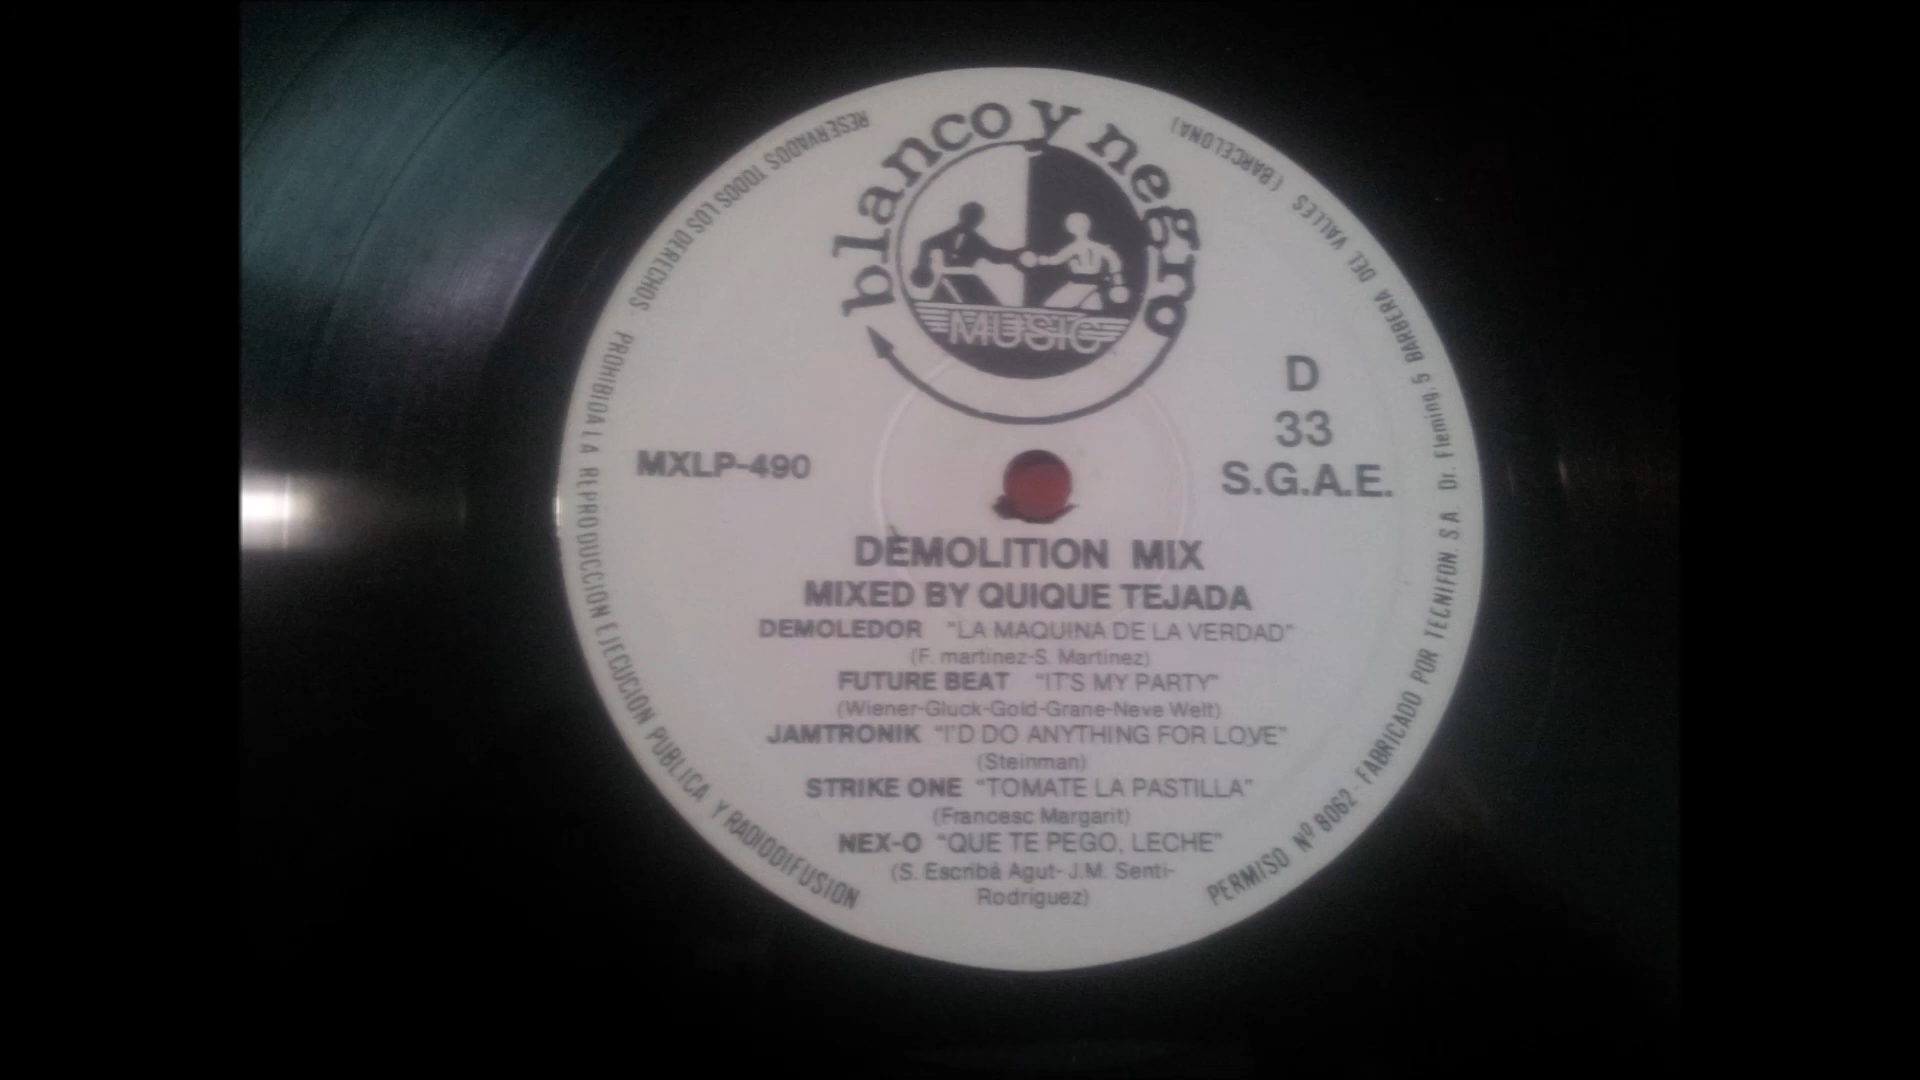 blanco y negro
MUSIC
D
33
S.G.A.E.
MXLP-490
DEMOLITION MIX
MIXED BY QUIQUE TEJADA
DEMOLEDOR "LA MAQUINA DE LA VERDAD"
(F. martinez-S. Martinez)
FUTURE BEAT "IT'S MY PARTY"
(Wiener-Gluck-Gold-Grane-Neve Welt)
JAMTRONIK "I'D DO ANYTHING FOR LOVE"
(Steinman)
STRIKE ONE "TOMATE LA PASTILLA"
(Francesc Margarit)
NEX-O "QUE TE PEGO, LECHE"
(S. Escribá Agut- J.M. Senti-
Rodriguez)
RESERVADOS TODOS LOS DERECHOS. PROHIBIDA LA REPRODUCCION EJECUCION PUBLICA Y RADIODIFUSION
PERMISO Nº 8062 - FABRICADO POR TECNIFON. S.A. Dr. Fleming, 5 BARBERA DEL VALLES (BARCELONA)